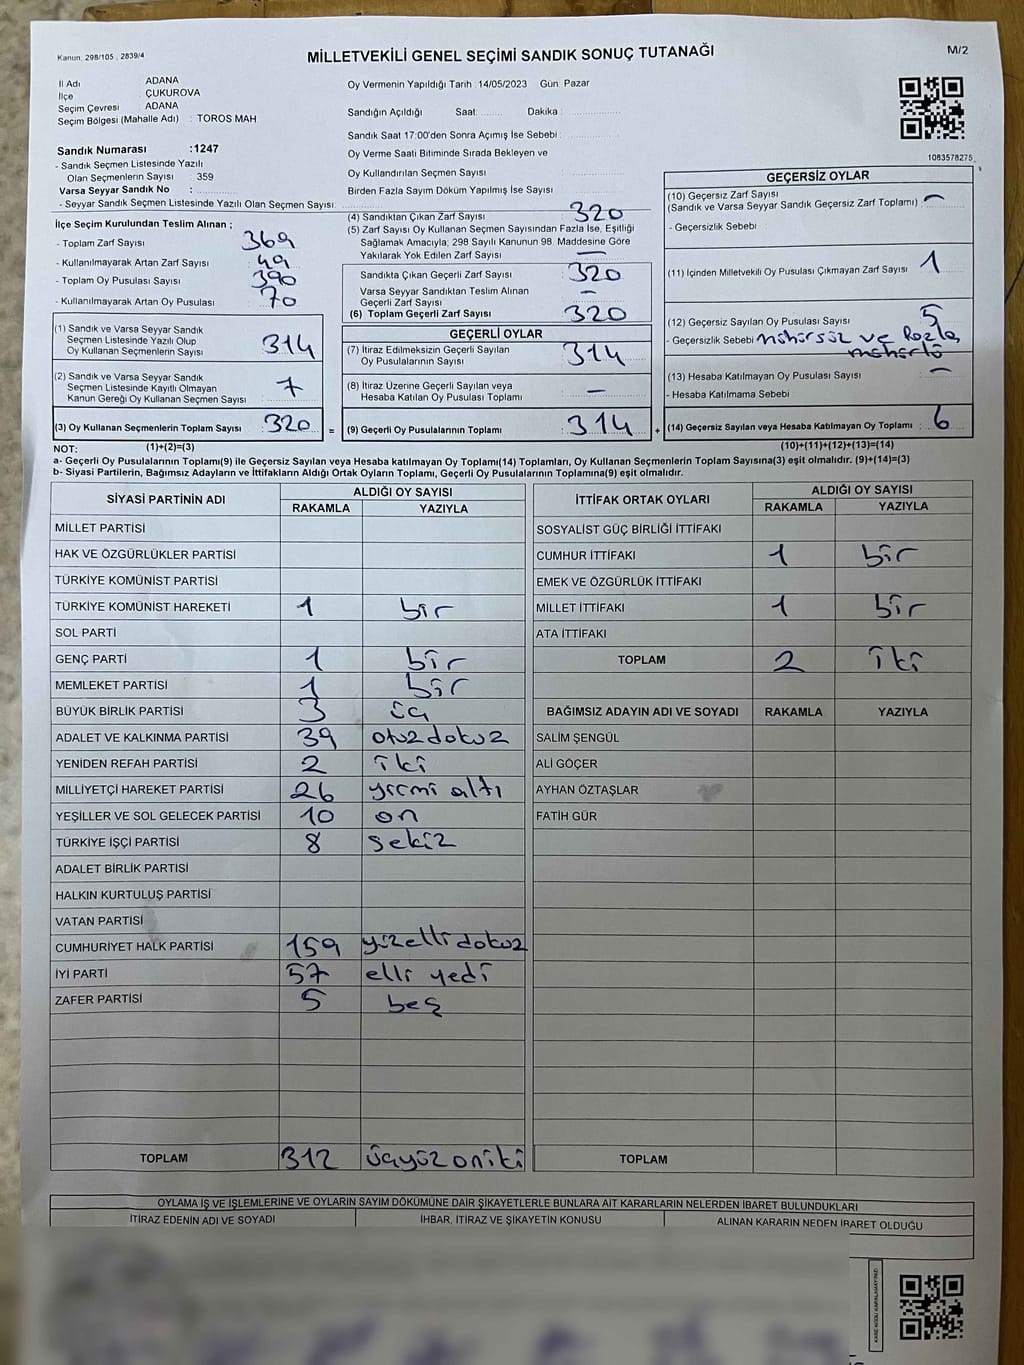 Kanun, 298/105 , 2839/4
MİLLETVEKİLİ GENEL SEÇİMİ SANDIK SONUÇ TUTANAĞI
M/2
İl Adı ADANA
İlçe ÇUKUROVA
Seçim Çevresi ADANA
Seçim Bölgesi (Mahalle Adı) : TOROS MAH
Sandık Numarası :1247
- Sandık Seçmen Listesinde Yazılı
Olan Seçmenlerin Sayısı 359
Varsa Seyyar Sandık No :
- Seyyar Sandık Seçmen Listesinde Yazılı Olan Seçmen Sayısı:
Oy Vermenin Yapıldığı Tarih : 14/05/2023 Gün: Pazar
Sandığın Açıldığı Saat: Dakika :
Sandık Saat 17:00'den Sonra Açımış İse Sebebi :
Oy Verme Saati Bitiminde Sırada Bekleyen ve
Oy Kullandırılan Seçmen Sayısı
Birden Fazla Sayım Döküm Yapılmış İse Sayısı :
1083578275
İlçe Seçim Kurulundan Teslim Alınan ;
- Toplam Zarf Sayısı 369
- Kullanılmayarak Artan Zarf Sayısı 49
- Toplam Oy Pusulası Sayısı 390
- Kullanılmayarak Artan Oy Pusulası 70
(1) Sandık ve Varsa Seyyar Sandık
Seçmen Listesinde Yazılı Olup
Oy Kullanan Seçmenlerin Sayısı 314
(2) Sandık ve Varsa Seyyar Sandık
Seçmen Listesinde Kayıtlı Olmayan
Kanun Gereği Oy Kullanan Seçmen Sayısı 7
(3) Oy Kullanan Seçmenlerin Toplam Sayısı : 320 =
(4) Sandıktan Çıkan Zarf Sayısı 320
(5) Zarf Sayısı Oy Kullanan Seçmen Sayısından Fazla İse, Eşitliği
Sağlamak Amacıyla; 298 Sayılı Kanunun 98. Maddesine Göre
Yakılarak Yok Edilen Zarf Sayısı —
Sandıkta Çıkan Geçerli Zarf Sayısı : 320
Varsa Seyyar Sandıktan Teslim Alınan
Geçerli Zarf Sayısı —
(6) Toplam Geçerli Zarf Sayısı : 320
GEÇERLİ OYLAR
(7) İtiraz Edilmeksizin Geçerli Sayılan
Oy Pusulalarının Sayısı 314
(8) İtiraz Üzerine Geçerli Sayılan veya
Hesaba Katılan Oy Pusulası Toplamı —
(9) Geçerli Oy Pusulalarının Toplamı : 314 +
GEÇERSİZ OYLAR
(10) Geçersiz Zarf Sayısı —
(Sandık ve Varsa Seyyar Sandık Geçersiz Zarf Toplamı)
- Geçersizlik Sebebi :
(11) İçinden Milletvekili Oy Pusulası Çıkmayan Zarf Sayısı 1
(12) Geçersiz Sayılan Oy Pusulası Sayısı : 5
- Geçersizlik Sebebi mühürsüz ve fazla
mühürlü
(13) Hesaba Katılmayan Oy Pusulası Sayısı : —
- Hesaba Katılmama Sebebi
(14) Geçersiz Sayılan veya Hesaba Katılmayan Oy Toplamı : 6
NOT: (1)+(2)=(3) (10)+(11)+(12)+(13)=(14)
a- Geçerli Oy Pusulalarının Toplamı(9) ile Geçersiz Sayılan veya Hesaba katılmayan Oy Toplamı(14) Toplamları, Oy Kullanan Seçmenlerin Toplam Sayısına(3) eşit olmalıdır. (9)+(14)=(3)
b- Siyasi Partilerin, Bağımsız Adayların ve İttifakların Aldığı Ortak Oyların Toplamı, Geçerli Oy Pusulalarının Toplamına(9) eşit olmalıdır.
SİYASİ PARTİNİN ADI ALDIĞI OY SAYISI
RAKAMLA YAZIYLA
MİLLET PARTİSİ
HAK VE ÖZGÜRLÜKLER PARTİSİ
TÜRKİYE KOMÜNİST PARTİSİ
TÜRKİYE KOMÜNİST HAREKETİ 1 bir
SOL PARTİ
GENÇ PARTİ 1 bir
MEMLEKET PARTİSİ 1 bir
BÜYÜK BİRLİK PARTİSİ 3 üç
ADALET VE KALKINMA PARTİSİ 39 otuzdokuz
YENİDEN REFAH PARTİSİ 2 iki
MİLLİYETÇİ HAREKET PARTİSİ 26 yirmi altı
YEŞİLLER VE SOL GELECEK PARTİSİ 10 on
TÜRKİYE İŞÇİ PARTİSİ 8 sekiz
ADALET BİRLİK PARTİSİ
HALKIN KURTULUŞ PARTİSİ
VATAN PARTİSİ
CUMHURİYET HALK PARTİSİ 159 yüzelli dokuz
İYİ PARTİ 57 elli yedi
ZAFER PARTİSİ 5 beş
TOPLAM 312 üçyüz oniki
İTTİFAK ORTAK OYLARI ALDIĞI OY SAYISI
RAKAMLA YAZIYLA
SOSYALİST GÜÇ BİRLİĞİ İTTİFAKI
CUMHUR İTTİFAKI 1 bir
EMEK VE ÖZGÜRLÜK İTTİFAKI
MİLLET İTTİFAKI 1 bir
ATA İTTİFAKI
TOPLAM 2 iki
BAĞIMSIZ ADAYIN ADI VE SOYADI RAKAMLA YAZIYLA
SALİM ŞENGÜL
ALİ GÖÇER
AYHAN ÖZTAŞLAR
FATİH GÜR
TOPLAM
OYLAMA İŞ VE İŞLEMLERİNE VE OYLARIN SAYIM DÖKÜMÜNE DAİR ŞİKAYETLERLE BUNLARA AİT KARARLARIN NELERDEN İBARET BULUNDUKLARI
İTİRAZ EDENİN ADI VE SOYADI İHBAR, İTİRAZ VE ŞİKAYETİN KONUSU ALINAN KARARIN NEDEN İBARET OLDUĞU
KARE KODU KARALAMAYINIZ!